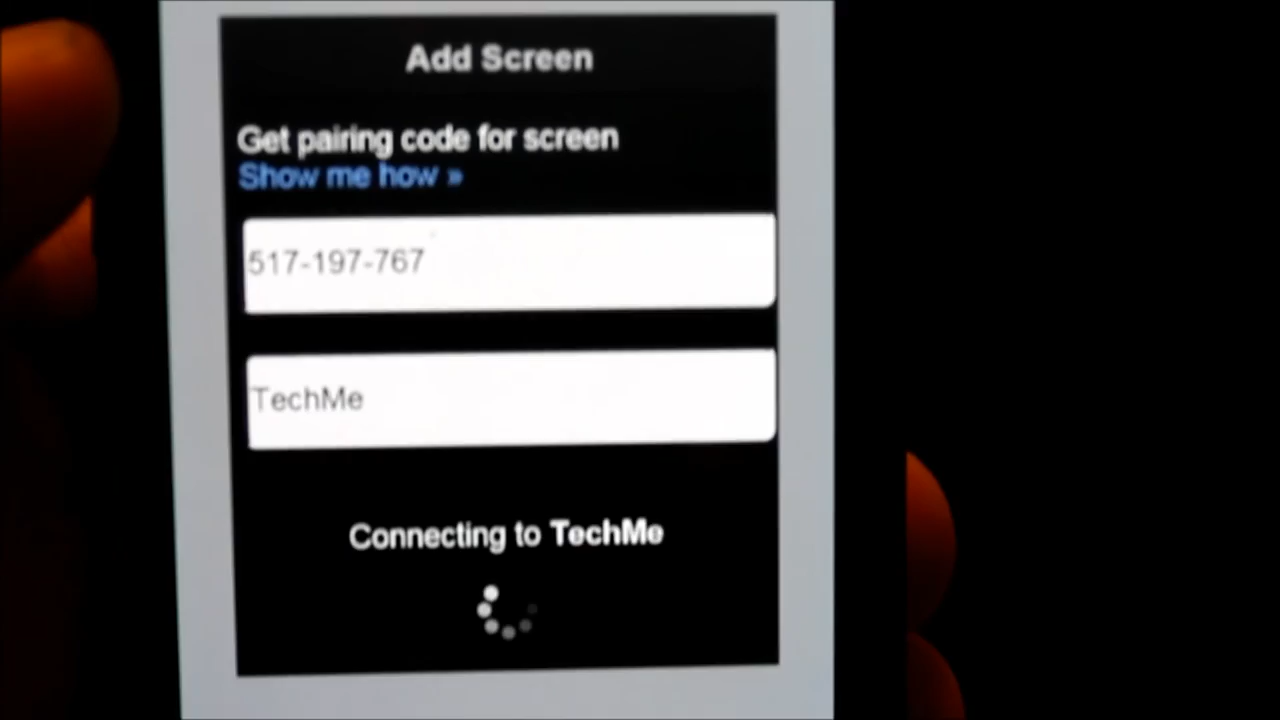 Add Screen
Get pairing code for screen
Show me how »
517-197-767
TechMe
Connecting to TechMe